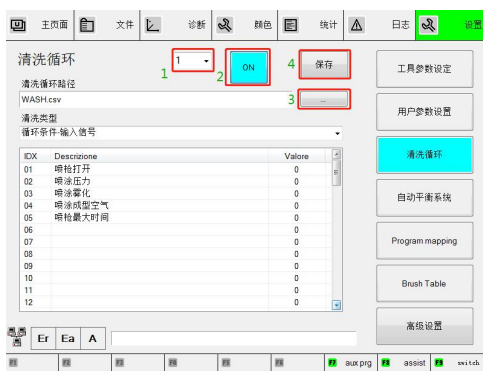 主页面 文件 诊断 颜色 统计 日志 设置
清洗循环
1
1
2
ON
4
保存
清洗循环路径
WASH.csv
3
...
清洗类型
循环条件-输入信号
IDX Descrizione Valore
01 喷枪打开 0
02 喷涂压力 0
03 喷涂雾化 0
04 喷涂成型空气 0
05 喷枪最大时间 0
06 0
07 0
08 0
09 0
10 0
11 0
12 0
工具参数设定
用户参数设置
清洗循环
自动平衡系统
Program mapping
Brush Table
高级设置
Er Ea A
F1 F2 F3 F4 F5 F6 F7 aux prg F8 assist F9 switch